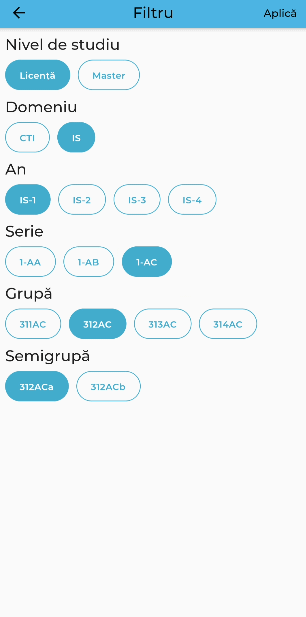 Filtru Aplică
Nivel de studiu
Licență Master
Domeniu
CTI IS
An
IS-1 IS-2 IS-3 IS-4
Serie
1-AA 1-AB 1-AC
Grupă
311AC 312AC 313AC 314AC
Semigrupă
312ACa 312ACb